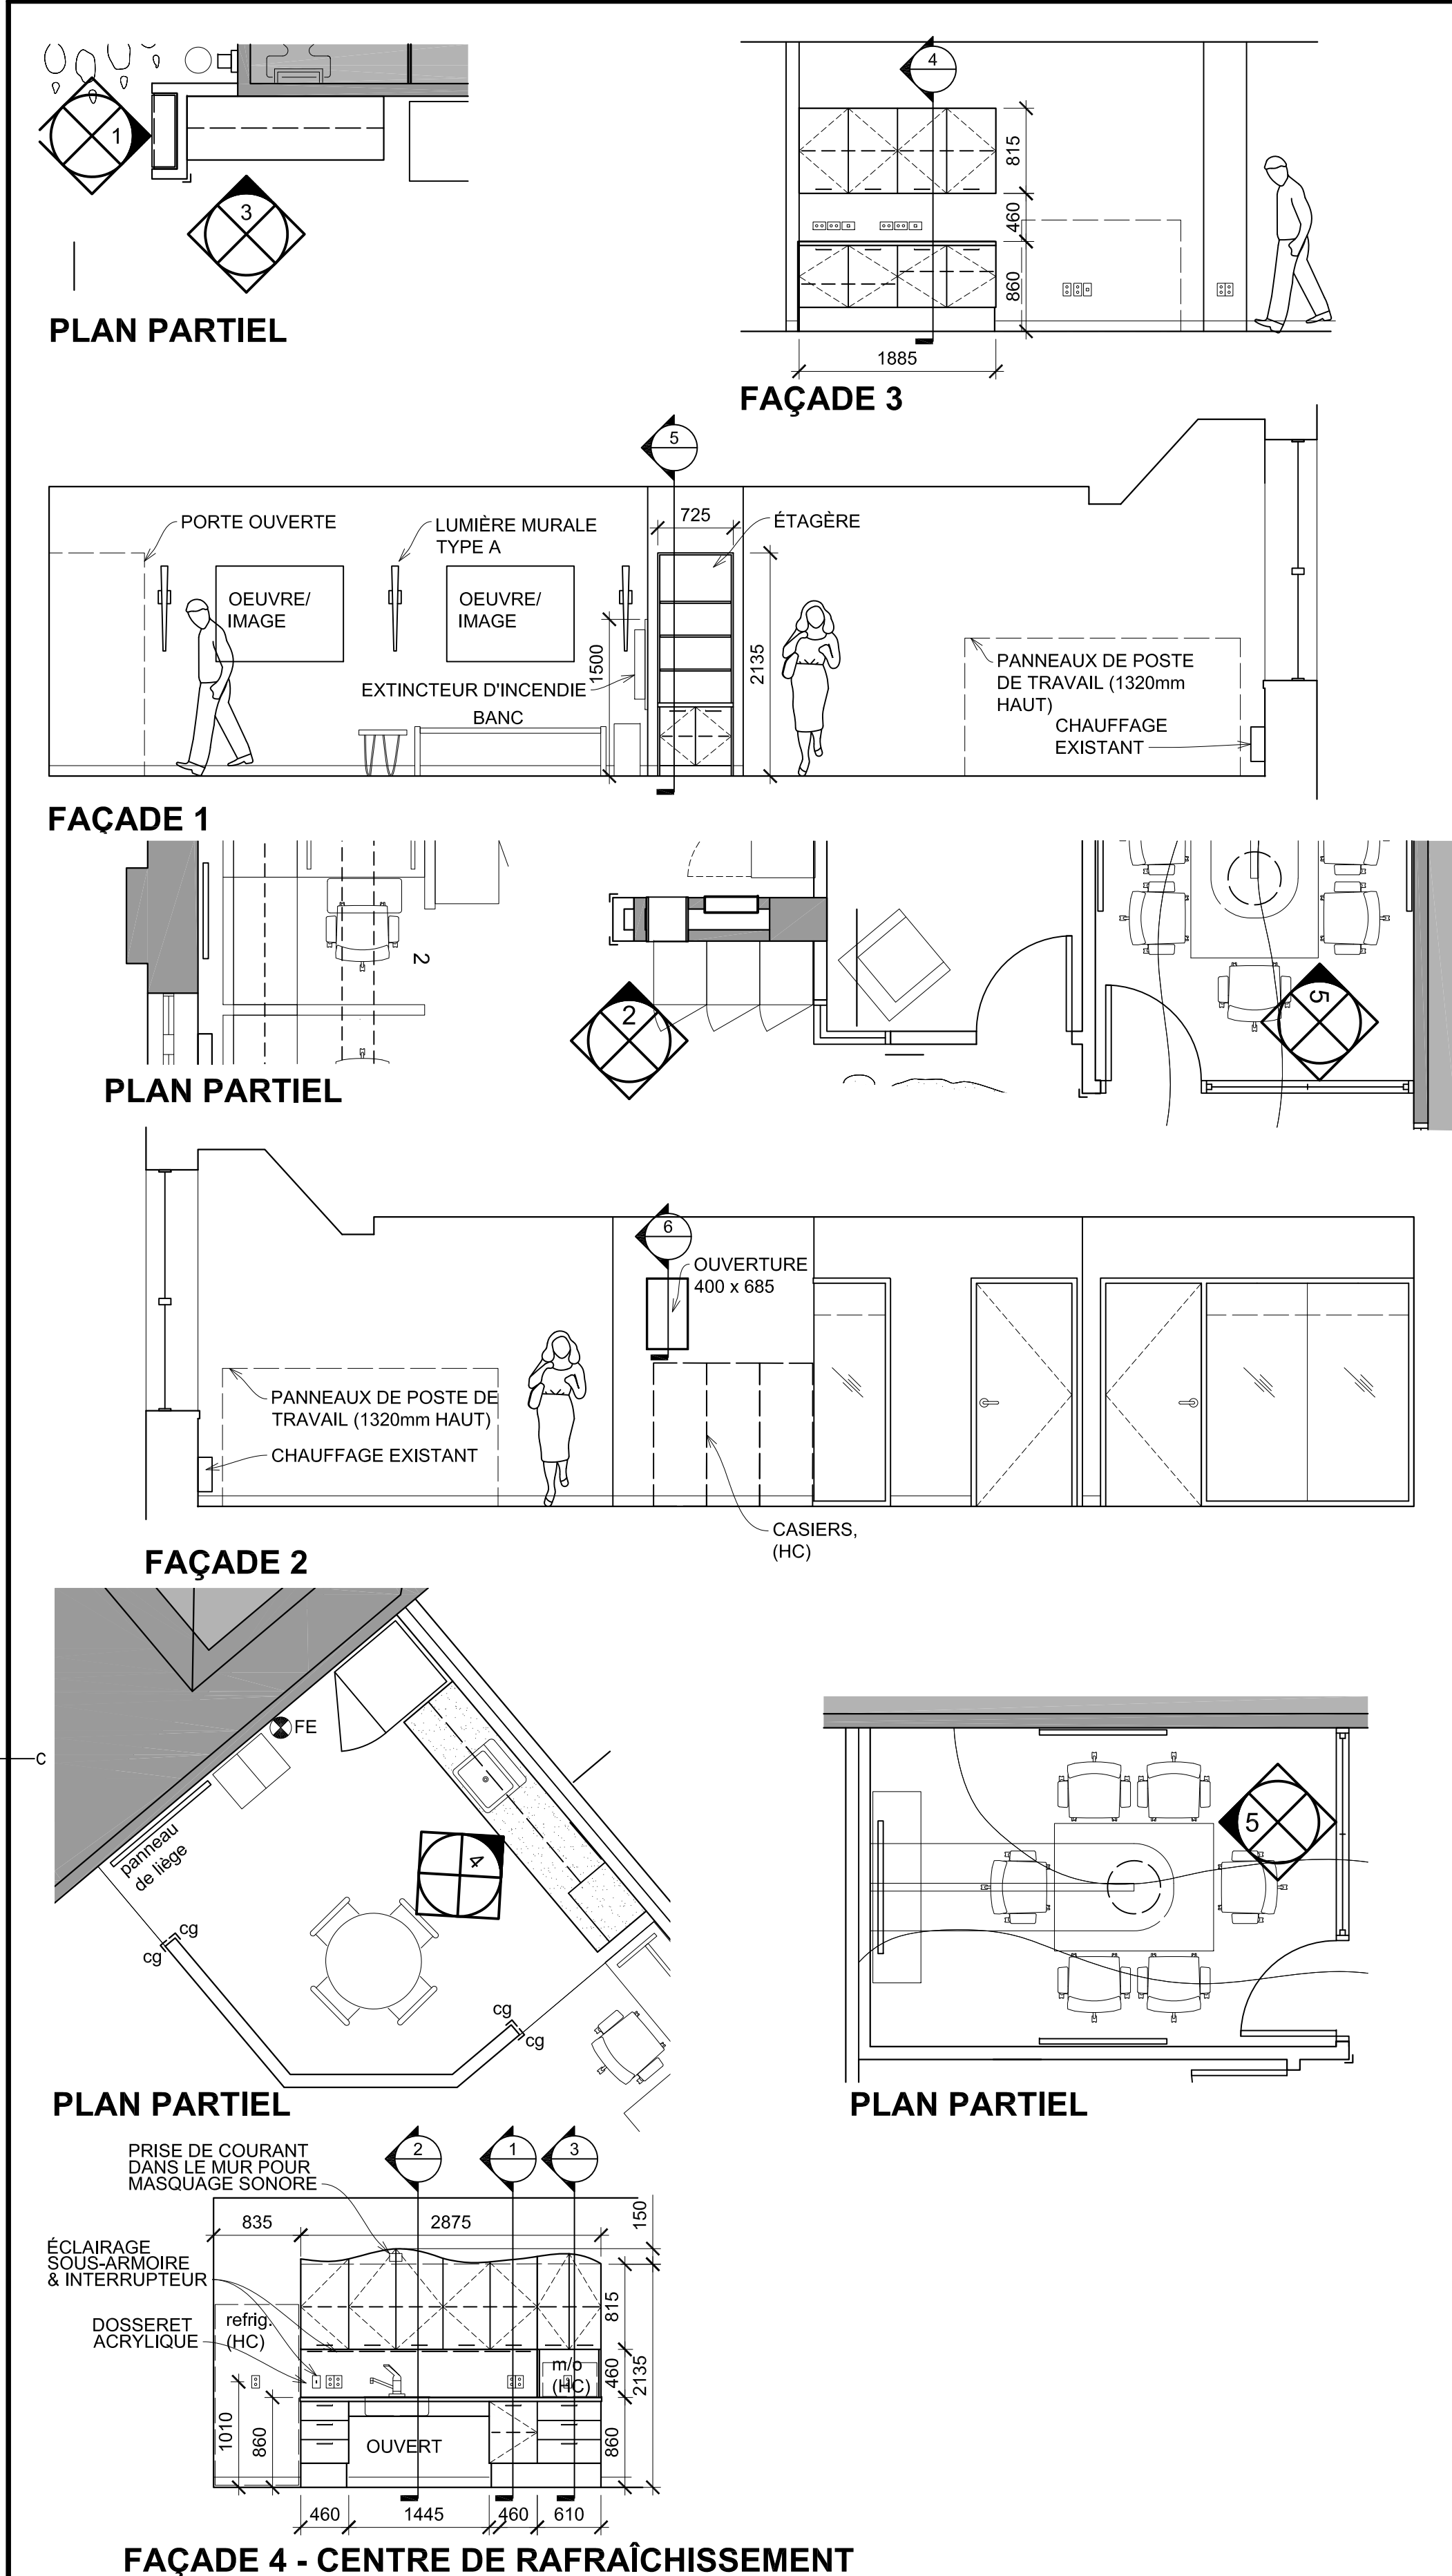 1
3
PLAN PARTIEL
4
815
460
860
1885
FAÇADE 3
5
PORTE OUVERTE
LUMIÈRE MURALE
TYPE A
725
ÉTAGÈRE
OEUVRE/
IMAGE
OEUVRE/
IMAGE
1500
2135
EXTINCTEUR D'INCENDIE
BANC
PANNEAUX DE POSTE
DE TRAVAIL (1320mm
HAUT)
CHAUFFAGE
EXISTANT
FAÇADE 1
2
2
5
PLAN PARTIEL
6
OUVERTURE
400 x 685
PANNEAUX DE POSTE DE
TRAVAIL (1320mm HAUT)
CHAUFFAGE EXISTANT
CASIERS,
(HC)
FAÇADE 2
FE
C
panneau
de liège
4
cg
cg
cg
cg
PLAN PARTIEL
5
PLAN PARTIEL
PRISE DE COURANT
DANS LE MUR POUR
MASQUAGE SONORE
2
1
3
835
2875
150
ÉCLAIRAGE
SOUS-ARMOIRE
& INTERRUPTEUR
815
DOSSERET
ACRYLIQUE
refrig.
(HC)
m/o
(HC)
460
2135
1010
860
OUVERT
860
460
1445
460
610
FAÇADE 4 - CENTRE DE RAFRAÎCHISSEMENT